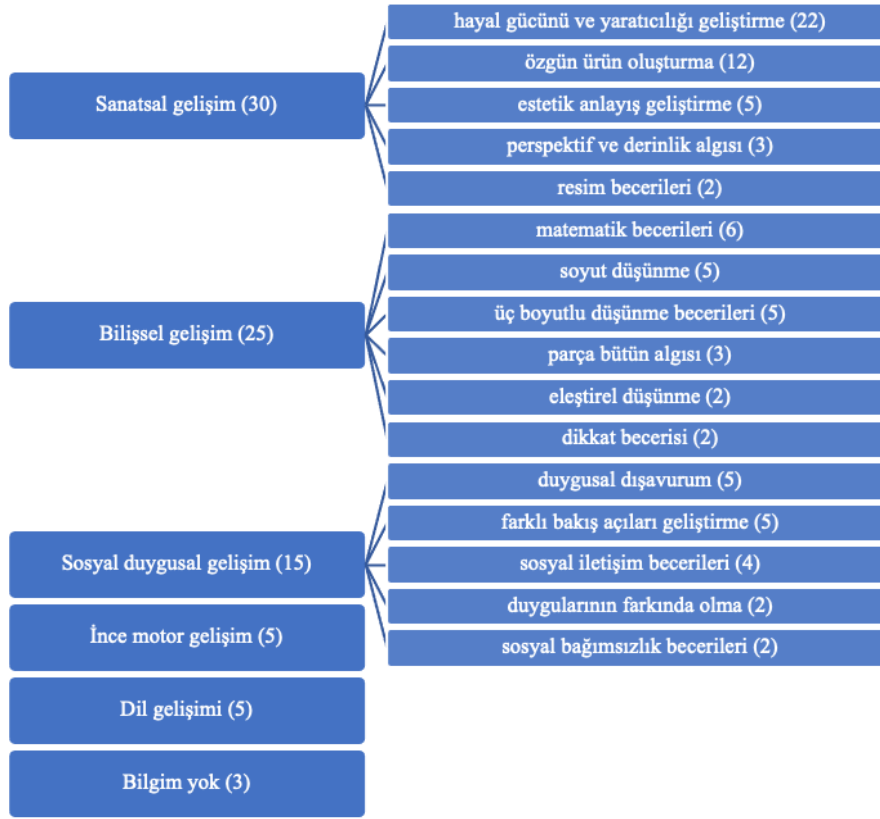 Sanatsal gelişim (30)
hayal gücünü ve yaratıcılığı geliştirme (22)
özgün ürün oluşturma (12)
estetik anlayış geliştirme (5)
perspektif ve derinlik algısı (3)
resim becerileri (2)
Bilişsel gelişim (25)
matematik becerileri (6)
soyut düşünme (5)
üç boyutlu düşünme becerileri (5)
parça bütün algısı (3)
eleştirel düşünme (2)
dikkat becerisi (2)
Sosyal duygusal gelişim (15)
duygusal dışavurum (5)
farklı bakış açıları geliştirme (5)
sosyal iletişim becerileri (4)
duygularının farkında olma (2)
sosyal bağımsızlık becerileri (2)
İnce motor gelişim (5)
Dil gelişimi (5)
Bilgim yok (3)